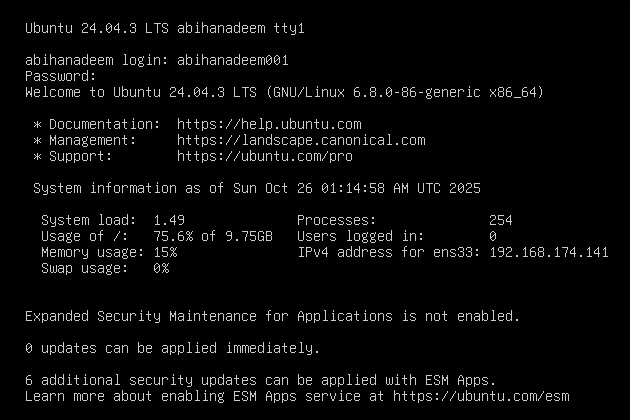 Ubuntu 24.04.3 LTS abihanadeem tty1
abihanadeem login: abihanadeem001
Password:
Welcome to Ubuntu 24.04.3 LTS (GNU/Linux 6.8.0-86-generic x86_64)
* Documentation:  https://help.ubuntu.com
* Management:     https://landscape.canonical.com
* Support:        https://ubuntu.com/pro
System information as of Sun Oct 26 01:14:58 AM UTC 2025
System load:  1.49              Processes:              254
Usage of /:   75.6% of 9.75GB   Users logged in:        0
Memory usage: 15%               IPv4 address for ens33: 192.168.174.141
Swap usage:   0%
Expanded Security Maintenance for Applications is not enabled.
0 updates can be applied immediately.
6 additional security updates can be applied with ESM Apps.
Learn more about enabling ESM Apps service at https://ubuntu.com/esm